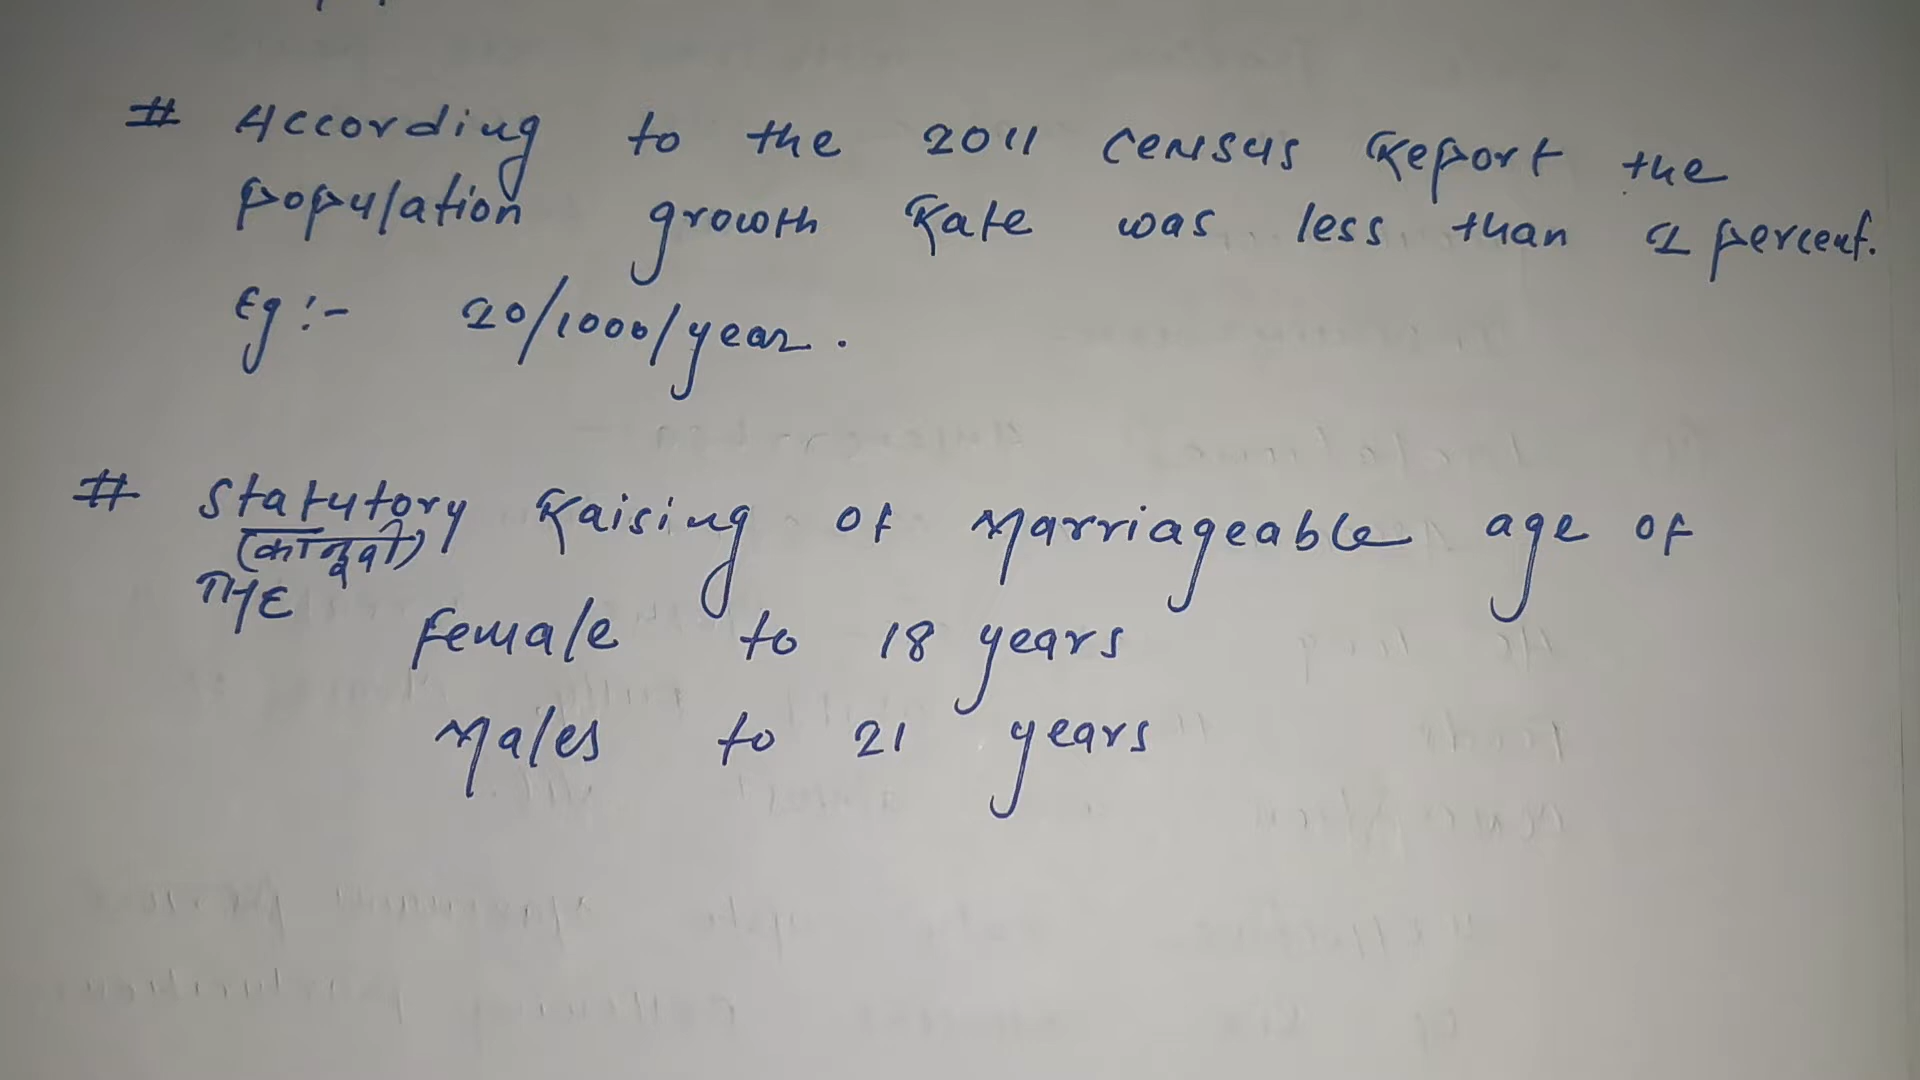 # According to the 2011 census Report the
population growth Rate was less than 2 percent.
Eg :- 20/1000/year.
# Statutory Raising of Marriageable age of
(कानूनी)
THE
female to 18 years
Males to 21 years